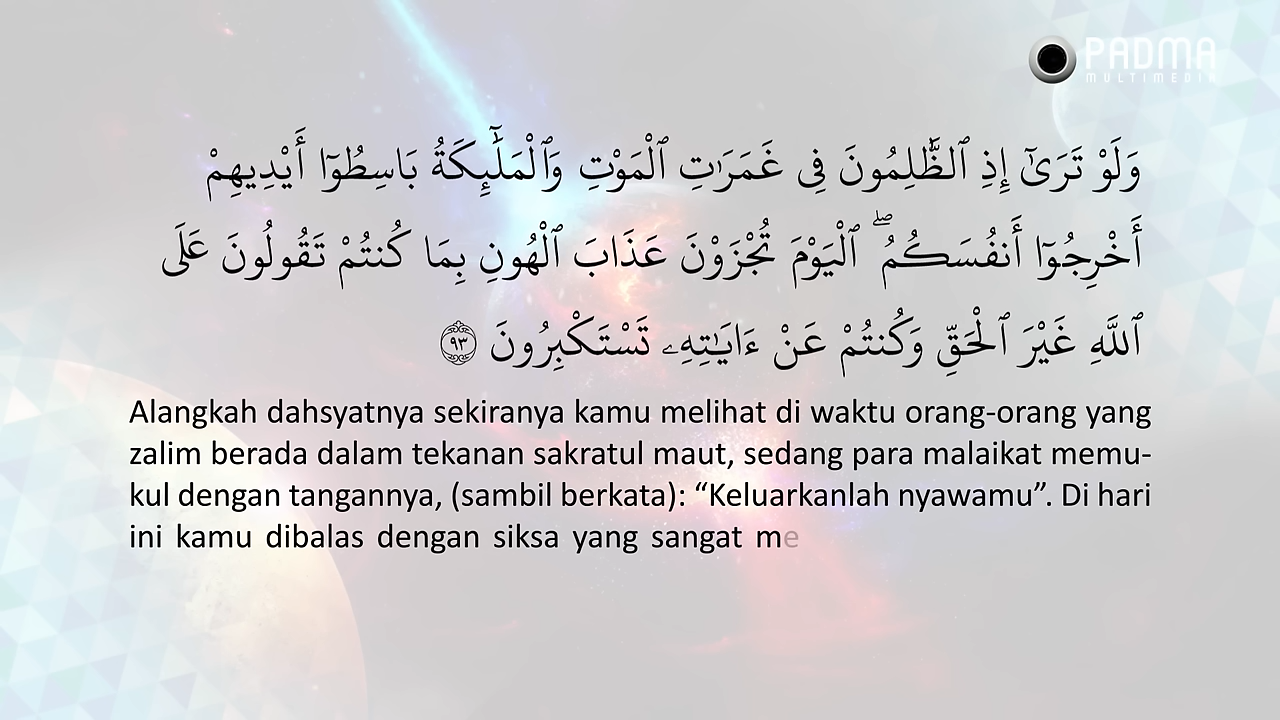 PADMA
MULTIMEDIA
وَلَوْ تَرَىٰٓ إِذِ ٱلظَّٰلِمُونَ فِى غَمَرَٰتِ ٱلْمَوْتِ وَٱلْمَلَٰٓئِكَةُ بَاسِطُوٓا۟ أَيْدِيهِمْ
أَخْرِجُوٓا۟ أَنفُسَكُمُ ۖ ٱلْيَوْمَ تُجْزَوْنَ عَذَابَ ٱلْهُونِ بِمَا كُنتُمْ تَقُولُونَ عَلَى
ٱللَّهِ غَيْرَ ٱلْحَقِّ وَكُنتُمْ عَنْ ءَايَٰتِهِۦ تَسْتَكْبِرُونَ ٩٣
Alangkah dahsyatnya sekiranya kamu melihat di waktu orang-orang yang
zalim berada dalam tekanan sakratul maut, sedang para malaikat memu-
kul dengan tangannya, (sambil berkata): “Keluarkanlah nyawamu”. Di hari
ini kamu dibalas dengan siksa yang sangat me